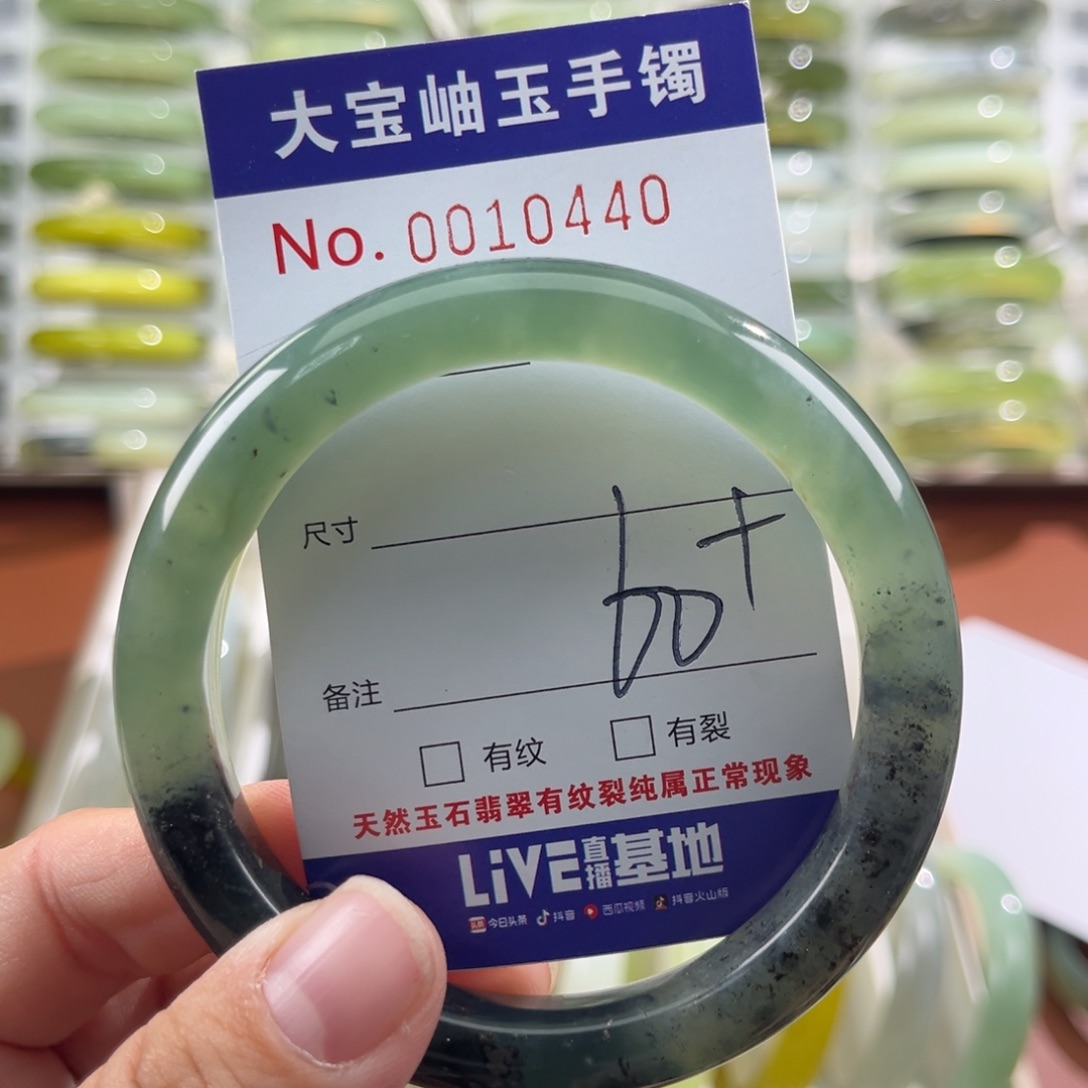 大宝岫玉手镯
No. 0010440
尺寸
60+
备注
有纹 有裂
天然玉石翡翠有纹裂纯属正常现象
LiVE直播基地
头条 今日头条 抖音 西瓜视频 抖音火山版